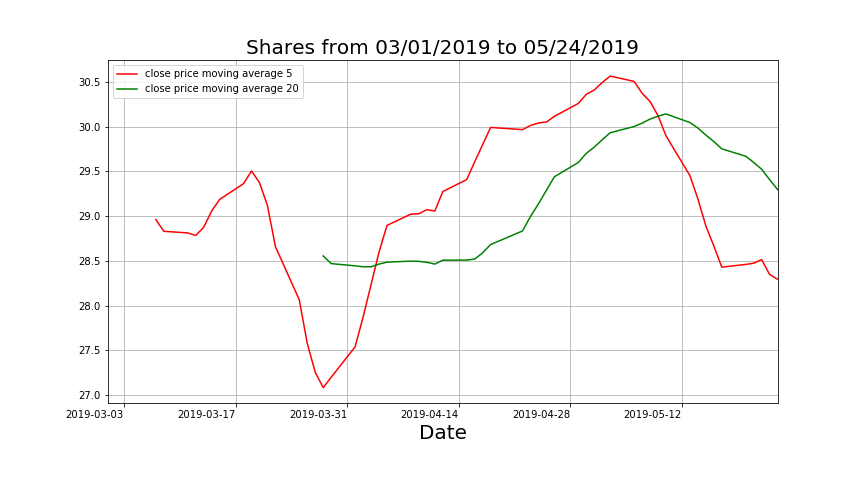 Shares from 03/01/2019 to 05/24/2019
close price moving average 5
close price moving average 20
30.5
30.0
29.5
29.0
28.5
28.0
27.5
27.0
2019-03-03 2019-03-17 2019-03-31 2019-04-14 2019-04-28 2019-05-12
Date